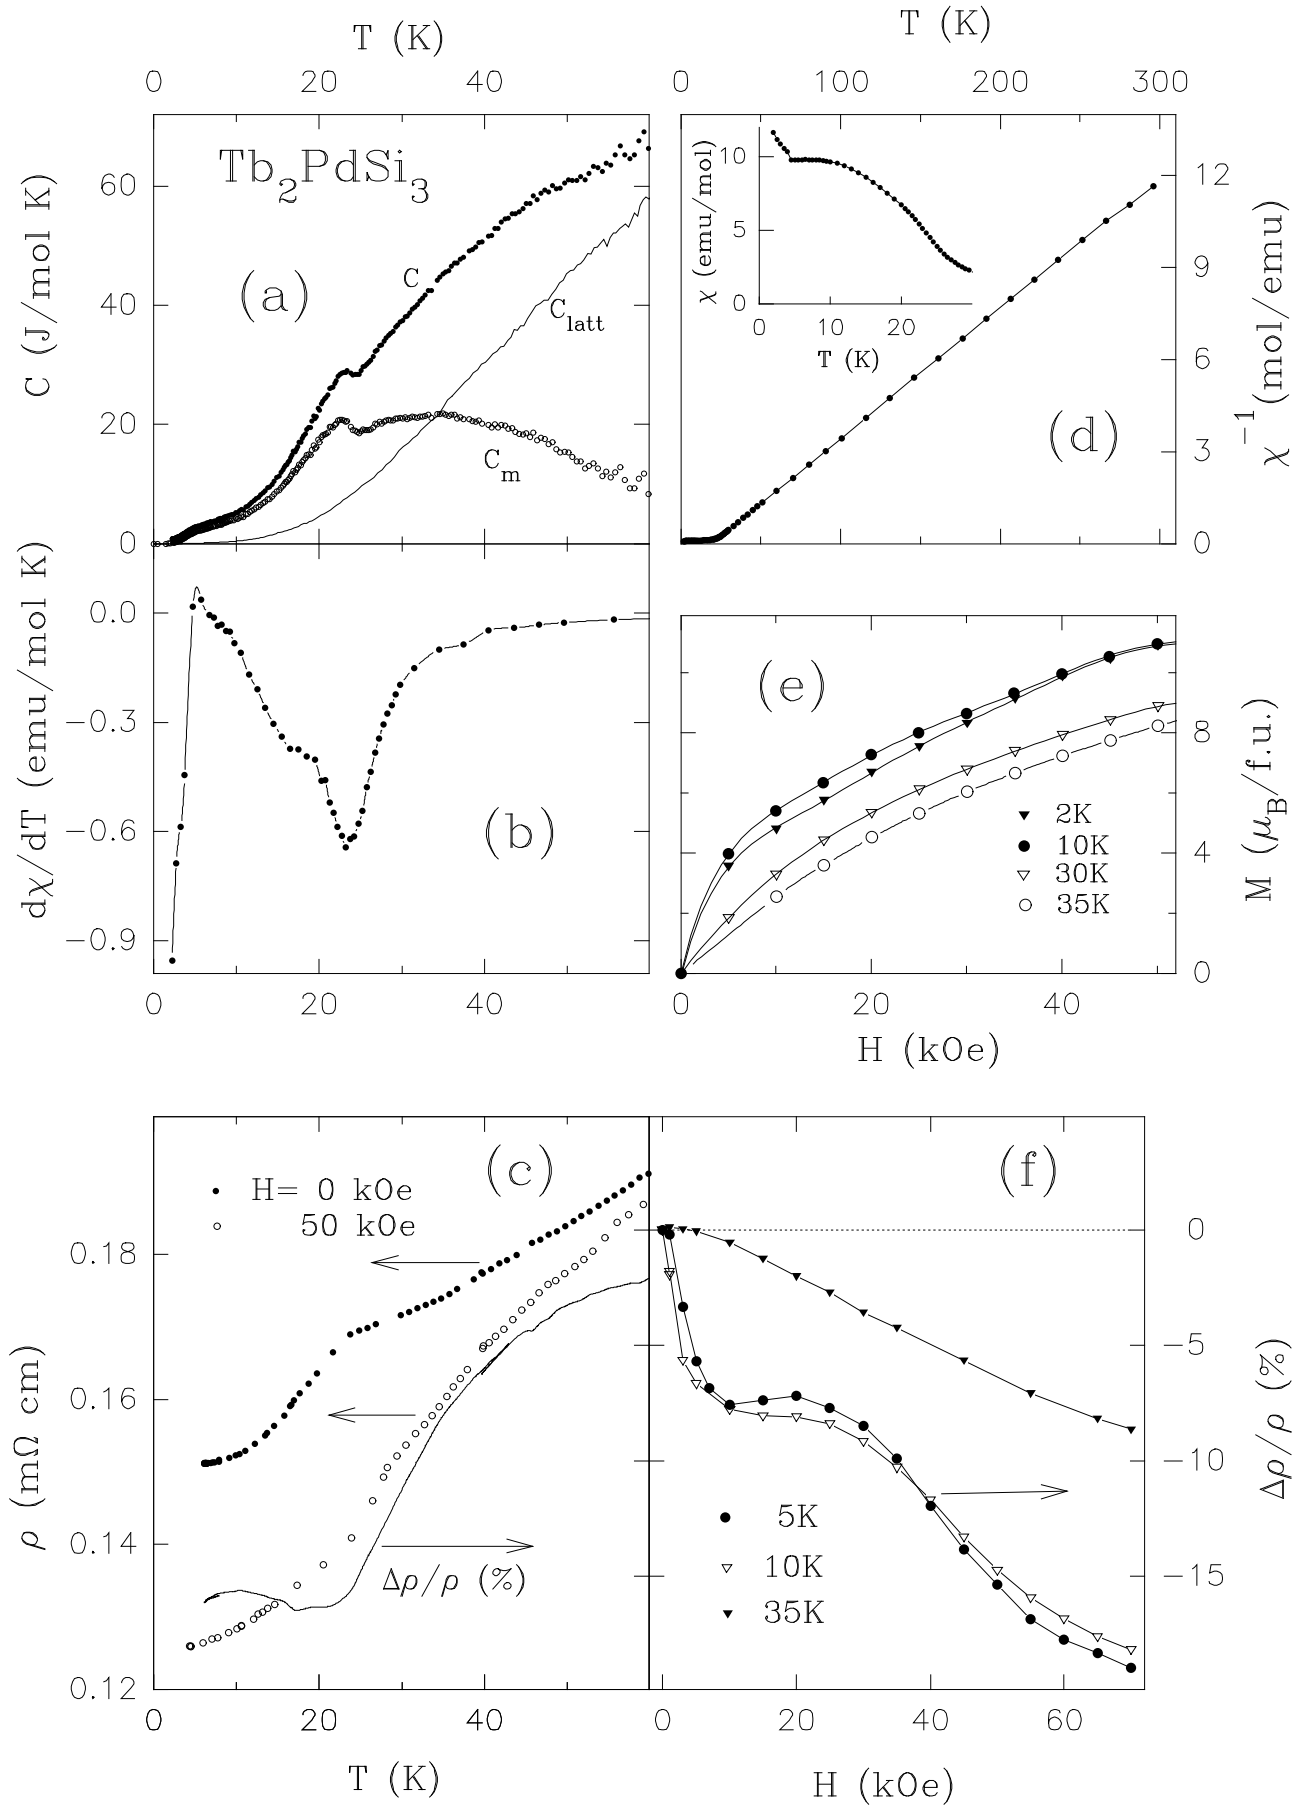 T (K)
0 20 40
Tb2PdSi3
(a)
C (J/mol K)
60
40
20
0
C
Clatt
Cm
dχ/dT (emu/mol K)
0.0
−0.3
−0.6
−0.9
(b)
0 20 40
T (K)
0 100 200 300
χ (emu/mol)
10
5
0
0 10 20
T (K)
(d)
12
9
6
3
0
χ−1(mol/emu)
(e)
2K
10K
30K
35K
8
4
0
M (μB/f.u.)
0 20 40
H (kOe)
(c)
H= 0 kOe
50 kOe
ρ (mΩ cm)
0.18
0.16
0.14
0.12
Δρ/ρ (%)
0 20 40
T (K)
(f)
0
−5
−10
−15
Δρ/ρ (%)
5K
10K
35K
0 20 40 60
H (kOe)